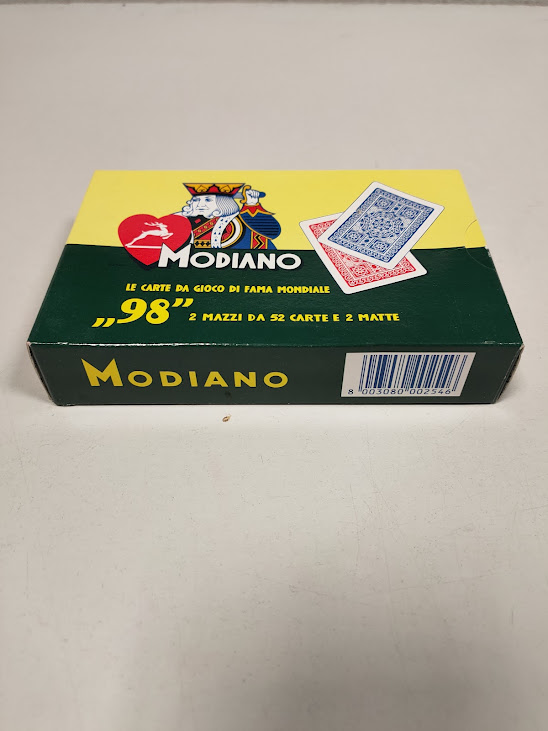 MODIANO
LE CARTE DA GIOCO DI FAMA MONDIALE
„98” 2 MAZZI DA 52 CARTE E 2 MATTE
MODIANO
8 003080 002546